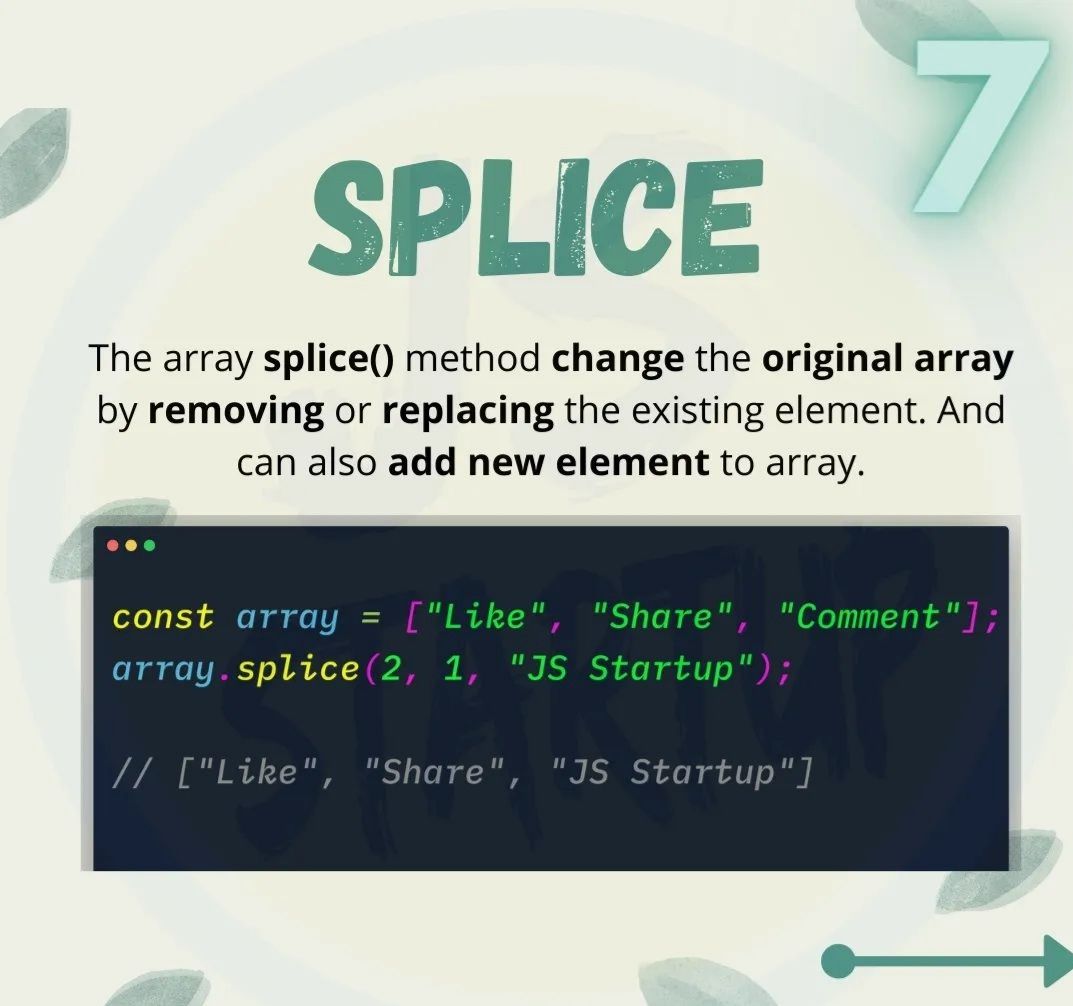 7
SPLICE
The array splice() method change the original array
by removing or replacing the existing element. And
can also add new element to array.
const array = ["Like", "Share", "Comment"];
array.splice(2, 1, "JS Startup");
// ["Like", "Share", "JS Startup"]
JS
STARTUP